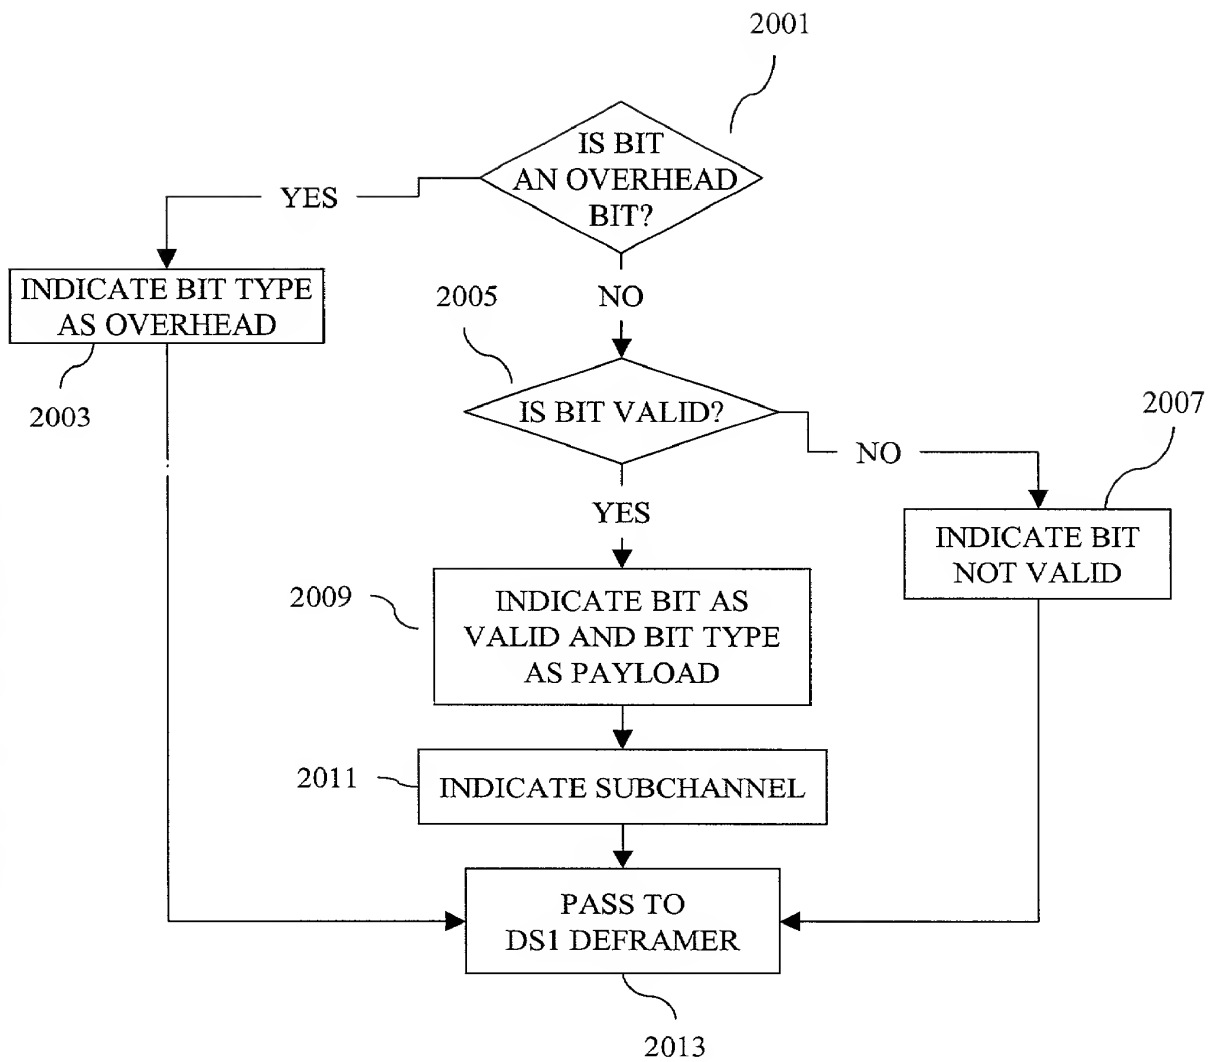 2001
IS BIT
AN OVERHEAD
BIT?
YES
INDICATE BIT TYPE
AS OVERHEAD
2003
NO
2005
IS BIT VALID?
2007
NO
INDICATE BIT
NOT VALID
YES
2009
INDICATE BIT AS
VALID AND BIT TYPE
AS PAYLOAD
2011
INDICATE SUBCHANNEL
PASS TO
DS1 DEFRAMER
2013